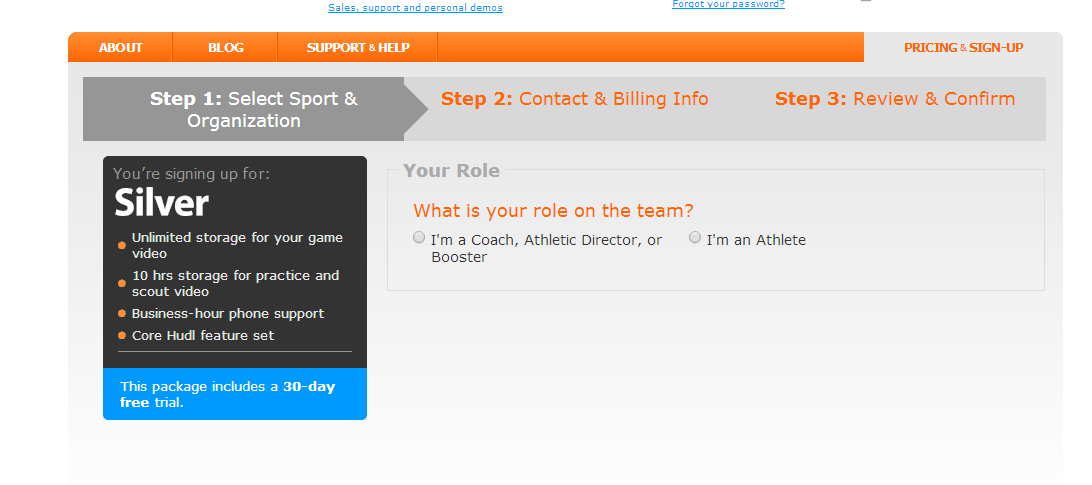 Sales, support and personal demos
Forgot your password?
ABOUT
BLOG
SUPPORT & HELP
PRICING & SIGN-UP
Step 1: Select Sport &
Organization
Step 2: Contact & Billing Info
Step 3: Review & Confirm
You're signing up for:
Silver
Unlimited storage for your game
video
10 hrs storage for practice and
scout video
Business-hour phone support
Core Hudl feature set
This package includes a 30-day
free trial.
Your Role
What is your role on the team?
I'm a Coach, Athletic Director, or
Booster
I'm an Athlete